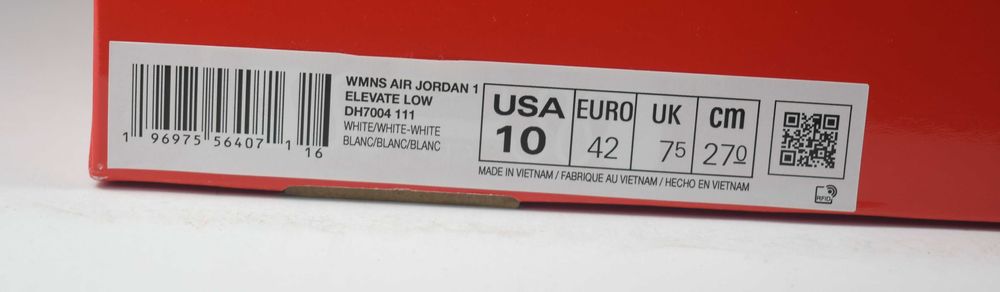 1 96975 56407 1 16
WMNS AIR JORDAN 1
ELEVATE LOW
DH7004 111
WHITE/WHITE-WHITE
BLANC/BLANC/BLANC
USA EURO UK cm
10 42 75 270
MADE IN VIETNAM / FABRIQUE AU VIETNAM / HECHO EN VIETNAM
RFID